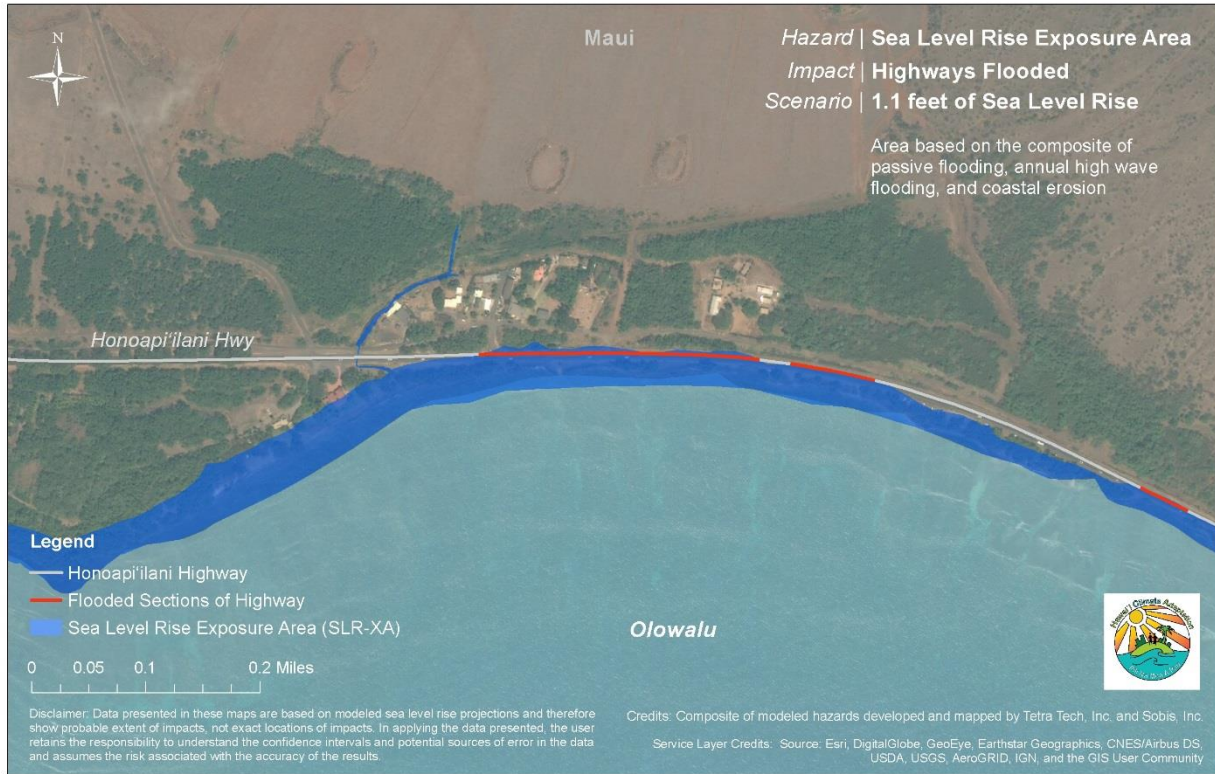 N
Maui
Hazard | Sea Level Rise Exposure Area
Impact | Highways Flooded
Scenario | 1.1 feet of Sea Level Rise
Area based on the composite of
passive flooding, annual high wave
flooding, and coastal erosion
Honoapiʻilani Hwy
Legend
Honoapiʻilani Highway
Flooded Sections of Highway
Sea Level Rise Exposure Area (SLR-XA)
0 0.05 0.1 0.2 Miles
Olowalu
Hawaiʻi Climate Adaptation
Disclaimer: Data presented in these maps are based on modeled sea level rise projections and therefore
show probable extent of impacts, not exact locations of impacts. In applying the data presented, the user
retains the responsibility to understand the confidence intervals and potential sources of error in the data
and assumes the risk associated with the accuracy of the results.
Credits: Composite of modeled hazards developed and mapped by Tetra Tech, Inc. and Sobis, Inc.
Service Layer Credits: Source: Esri, DigitalGlobe, GeoEye, Earthstar Geographics, CNES/Airbus DS,
USDA, USGS, AeroGRID, IGN, and the GIS User Community